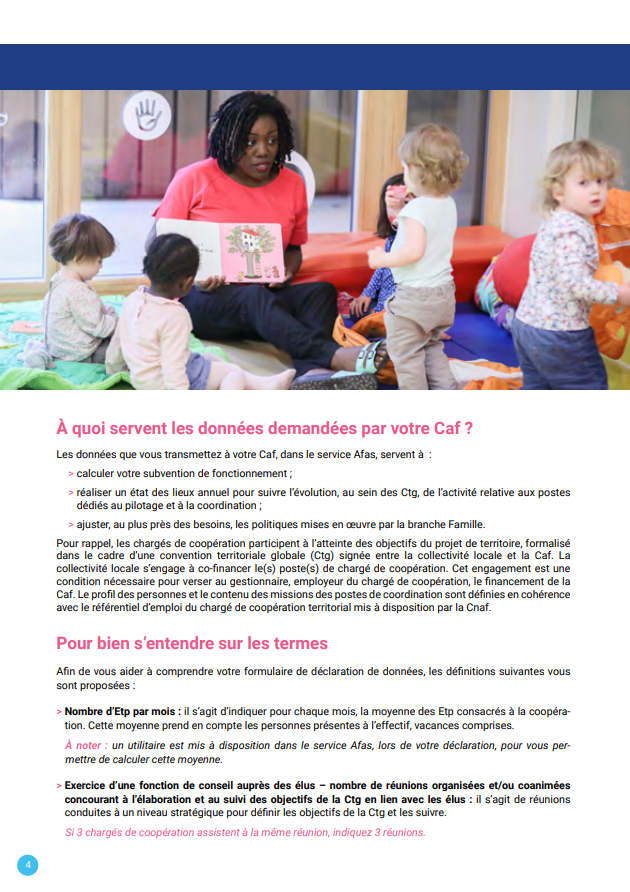 À quoi servent les données demandées par votre Caf ?
Les données que vous transmettez à votre Caf, dans le service Afas, servent à :
> calculer votre subvention de fonctionnement ;
> réaliser un état des lieux annuel pour suivre l’évolution, au sein des Ctg, de l’activité relative aux postes
dédiés au pilotage et à la coordination ;
> ajuster, au plus près des besoins, les politiques mises en œuvre par la branche Famille.
Pour rappel, les chargés de coopération participent à l’atteinte des objectifs du projet de territoire, formalisé
dans le cadre d’une convention territoriale globale (Ctg) signée entre la collectivité locale et la Caf. La
collectivité locale s’engage à co-financer le(s) poste(s) de chargé de coopération. Cet engagement est une
condition nécessaire pour verser au gestionnaire, employeur du chargé de coopération, le financement de la
Caf. Le profil des personnes et le contenu des missions des postes de coordination sont définies en cohérence
avec le référentiel d’emploi du chargé de coopération territorial mis à disposition par la Cnaf.
Pour bien s’entendre sur les termes
Afin de vous aider à comprendre votre formulaire de déclaration de données, les définitions suivantes vous
sont proposées :
> Nombre d’Etp par mois : il s’agit d’indiquer pour chaque mois, la moyenne des Etp consacrés à la coopéra-
tion. Cette moyenne prend en compte les personnes présentes à l’effectif, vacances comprises.
À noter : un utilitaire est mis à disposition dans le service Afas, lors de votre déclaration, pour vous per-
mettre de calculer cette moyenne.
> Exercice d’une fonction de conseil auprès des élus – nombre de réunions organisées et/ou coanimées
concourant à l’élaboration et au suivi des objectifs de la Ctg en lien avec les élus : il s’agit de réunions
conduites à un niveau stratégique pour définir les objectifs de la Ctg et les suivre.
Si 3 chargés de coopération assistent à la même réunion, indiquez 3 réunions.
4